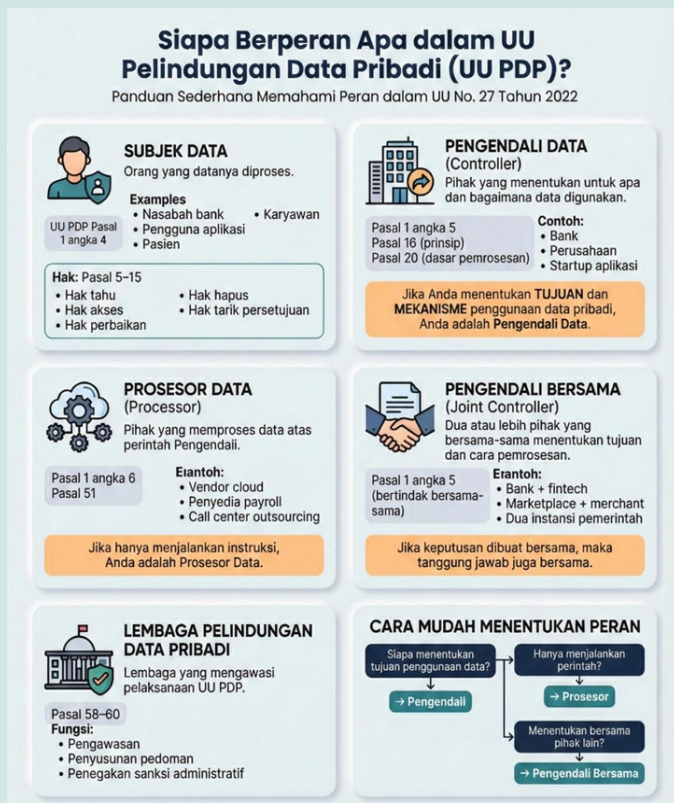 Siapa Berperan Apa dalam UU
Pelindungan Data Pribadi (UU PDP)?
Panduan Sederhana Memahami Peran dalam UU No. 27 Tahun 2022
SUBJEK DATA
Orang yang datanya diproses.
Examples
• Nasabah bank
• Karyawan
• Pengguna aplikasi
• Pasien
UU PDP Pasal
1 angka 4
Hak: Pasal 5–15
• Hak tahu
• Hak hapus
• Hak akses
• Hak tarik persetujuan
• Hak perbaikan
PENGENDALI DATA
(Controller)
Pihak yang menentukan untuk apa
dan bagaimana data digunakan.
Pasal 1 angka 5
Pasal 16 (prinsip)
Pasal 20 (dasar pemrosesan)
Contoh:
• Bank
• Perusahaan
• Startup aplikasi
Jika Anda menentukan TUJUAN dan
MEKANISME penggunaan data pribadi,
Anda adalah Pengendali Data.
PROSESOR DATA
(Processor)
Pihak yang memproses data atas
perintah Pengendali.
Pasal 1 angka 6
Pasal 51
Eıantoh:
• Vendor cloud
• Penyedia payroll
• Call center outsourcing
Jika hanya menjalankan instruksi,
Anda adalah Prosesor Data.
PENGENDALI BERSAMA
(Joint Controller)
Dua atau lebih pihak yang
bersama-sama menentukan tujuan
dan cara pemrosesan.
Pasal 1 angka 5
(bertindak bersama-
sama)
Erantoh:
• Bank + fintech
• Marketplace + merchant
• Dua instansi pemerintah
Jika keputusan dibuat bersama, maka
tanggung jawab juga bersama.
LEMBAGA PELINDUNGAN
DATA PRIBADI
Lembaga yang mengawasi
pelaksanaan UU PDP.
Pasal 58–60
Fungsi:
• Pengawasan
• Penyusunan pedoman
• Penegakan sanksi administratif
CARA MUDAH MENENTUKAN PERAN
Siapa menentukan
tujuan penggunaan data?
→ Pengendali
Hanya menjalankan
perintah?
→ Prosesor
Menentukan bersama
pihak lain?
→ Pengendali Bersama